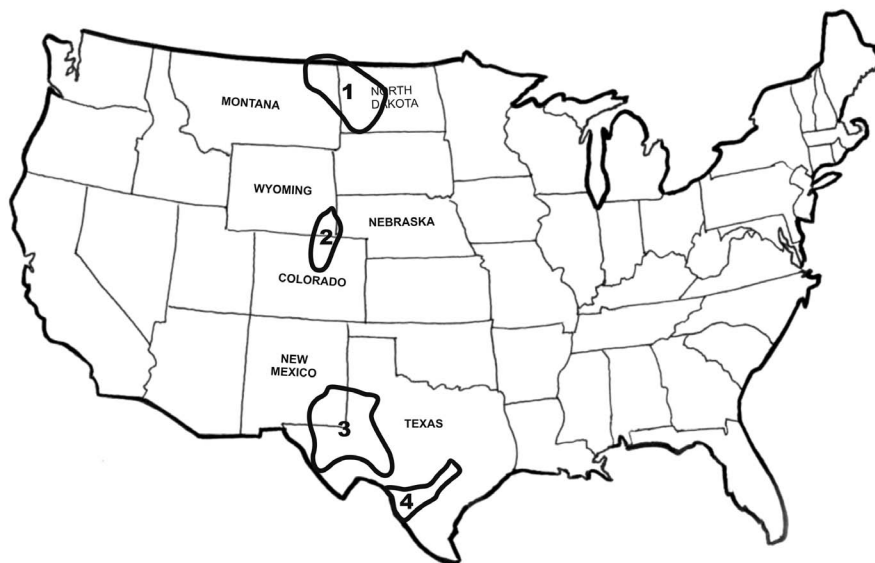 1
NORTH
DAKOTA
MONTANA
WYOMING
NEBRASKA
2
COLORADO
NEW
MEXICO
3
TEXAS
4